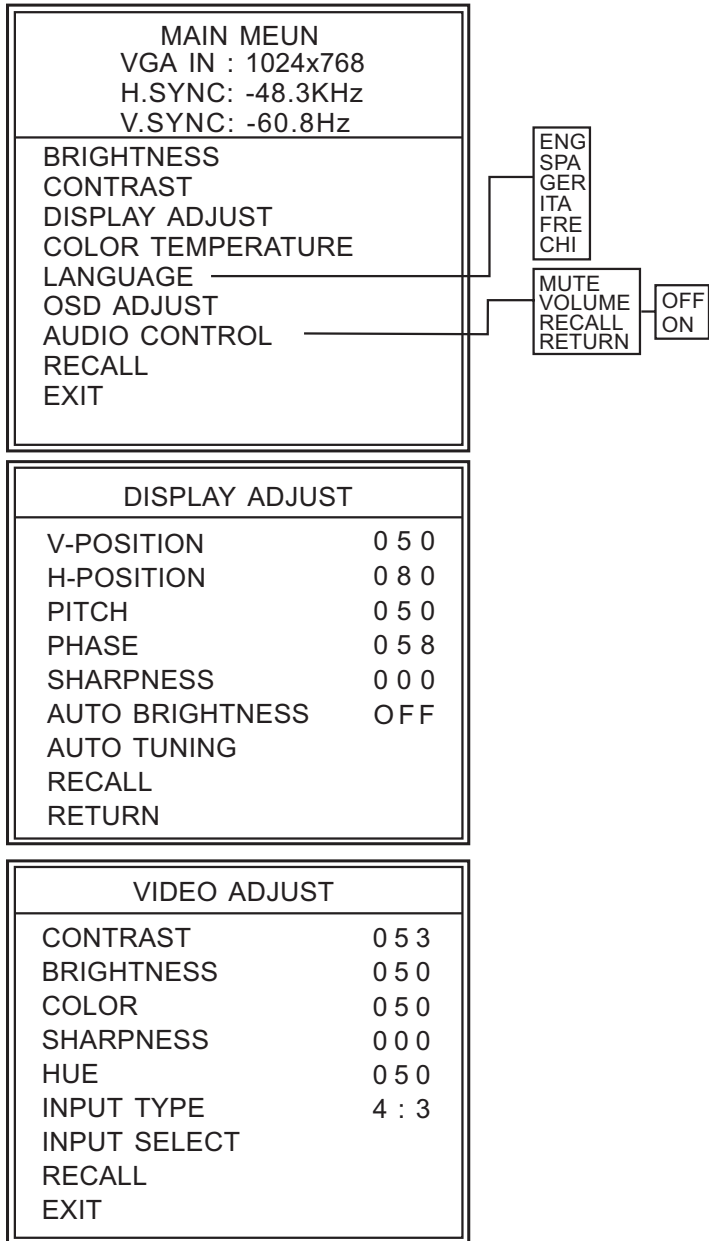 MAIN MEUN
VGA IN : 1024x768
H.SYNC: -48.3KHz
V.SYNC: -60.8Hz
BRIGHTNESS
CONTRAST
DISPLAY ADJUST
COLOR TEMPERATURE
LANGUAGE
OSD ADJUST
AUDIO CONTROL
RECALL
EXIT
ENG
SPA
GER
ITA
FRE
CHI
MUTE
VOLUME
RECALL
RETURN
OFF
ON
DISPLAY ADJUST
V-POSITION 050
H-POSITION 080
PITCH 050
PHASE 058
SHARPNESS 000
AUTO BRIGHTNESS OFF
AUTO TUNING
RECALL
RETURN
VIDEO ADJUST
CONTRAST 053
BRIGHTNESS 050
COLOR 050
SHARPNESS 000
HUE 050
INPUT TYPE 4 : 3
INPUT SELECT
RECALL
EXIT